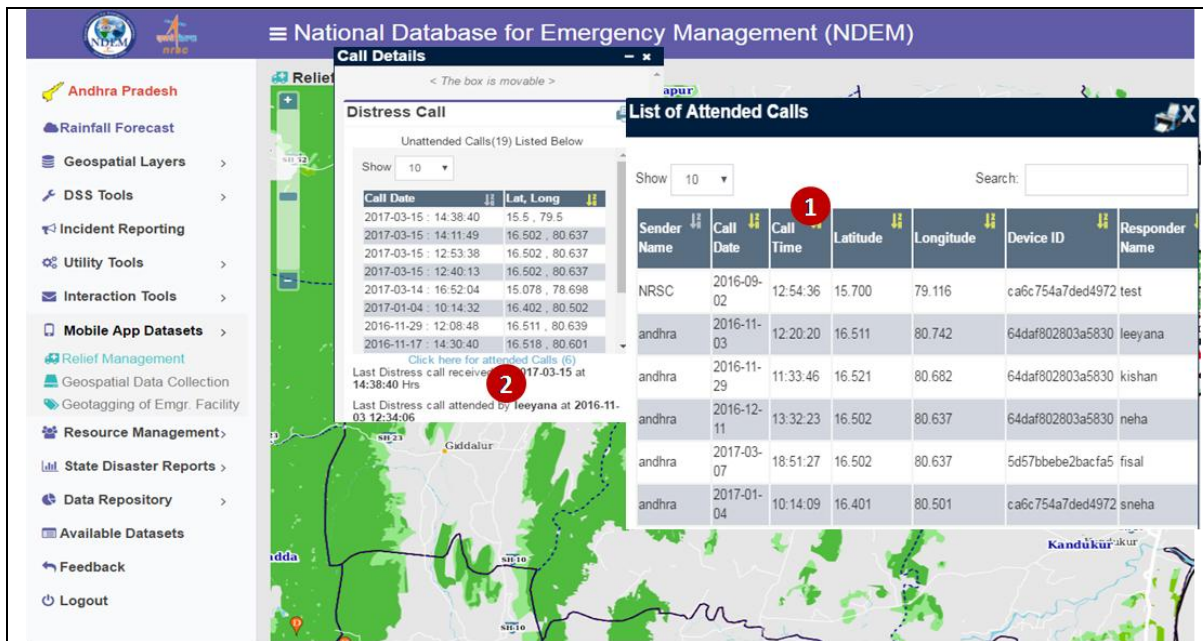 NDEM
nrsc
≡ National Database for Emergency Management (NDEM)
Andhra Pradesh
Rainfall Forecast
Geospatial Layers >
DSS Tools >
Incident Reporting
Utility Tools >
Interaction Tools >
Mobile App Datasets >
Relief Management
Geospatial Data Collection
Geotagging of Emgr. Facility
Resource Management >
State Disaster Reports >
Data Repository >
Available Datasets
Feedback
Logout
Relief
Call Details
- x
< The box is movable >
Distress Call
Unattended Calls(19) Listed Below
Show 10
Call Date Lat, Long
2017-03-15 : 14:38:40 15.5 , 79.5
2017-03-15 : 14:11:49 16.502 , 80.637
2017-03-15 : 12:53:38 16.502 , 80.637
2017-03-15 : 12:40:13 16.502 , 80.637
2017-03-14 : 16:52:04 15.078 , 78.698
2017-01-04 : 10:14:32 16.402 , 80.502
2016-11-29 : 12:08:48 16.511 , 80.639
2016-11-17 : 14:30:40 16.518 , 80.601
Click here for attended Calls (6)
2
Last Distress call received 2017-03-15 at
14:38:40 Hrs
Last Distress call attended by leeyana at 2016-11-
03 12:34:06
apur
List of Attended Calls
X
Show 10 Search:
1
Sender Name Call Date Call Time Latitude Longitude Device ID Responder Name
NRSC 2016-09-02 12:54:36 15.700 79.116 ca6c754a7ded4972 test
andhra 2016-11-03 12:20:20 16.511 80.742 64daf802803a5830 leeyana
andhra 2016-11-29 11:33:46 16.521 80.682 64daf802803a5830 kishan
andhra 2016-12-11 13:32:23 16.502 80.637 64daf802803a5830 neha
andhra 2017-03-07 18:51:27 16.502 80.637 5d57bbebe2bacfa5 fisal
andhra 2017-01-04 10:14:09 16.401 80.501 ca6c754a7ded4972 sneha
SH-23
Giddalur
adda
SH-10
SH-10
Kandukur
D